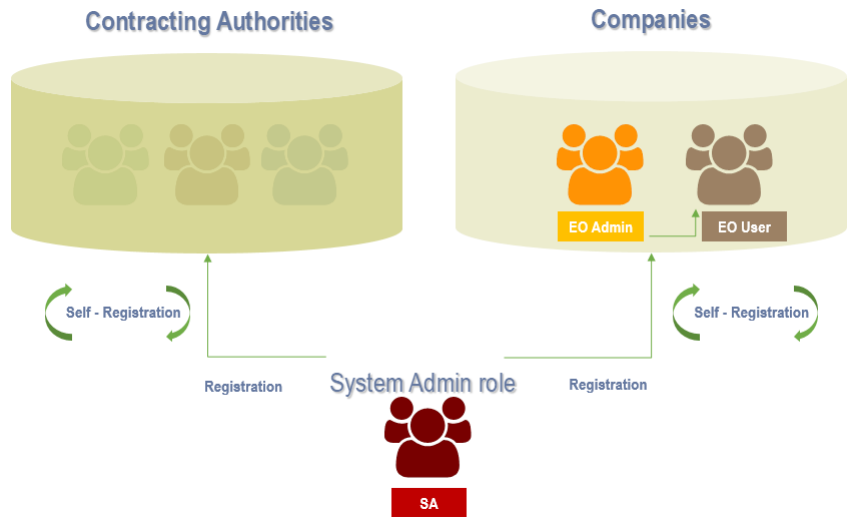 Contracting Authorities
Companies
EO Admin
EO User
Self - Registration
Self - Registration
Registration
System Admin role
Registration
SA